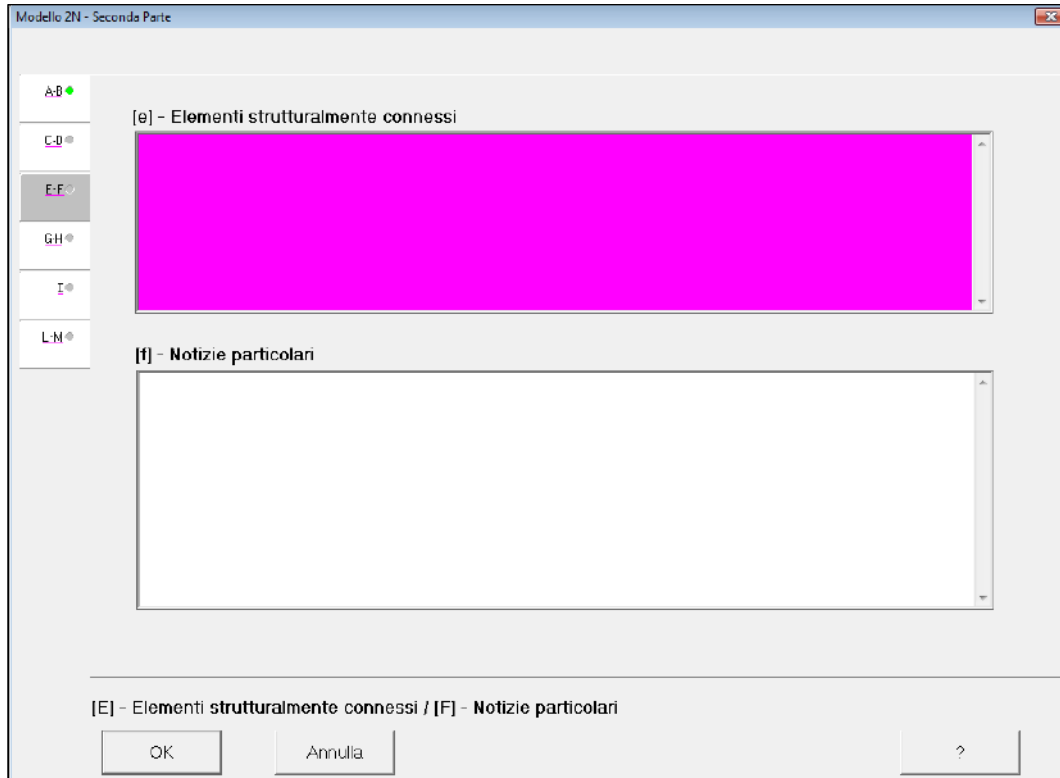 Modello 2N - Seconda Parte
A-B
C-D
E-F
G-H
I
L-M
[e] - Elementi strutturalmente connessi
[f] - Notizie particolari
[E] - Elementi strutturalmente connessi / [F] - Notizie particolari
OK
Annulla
?